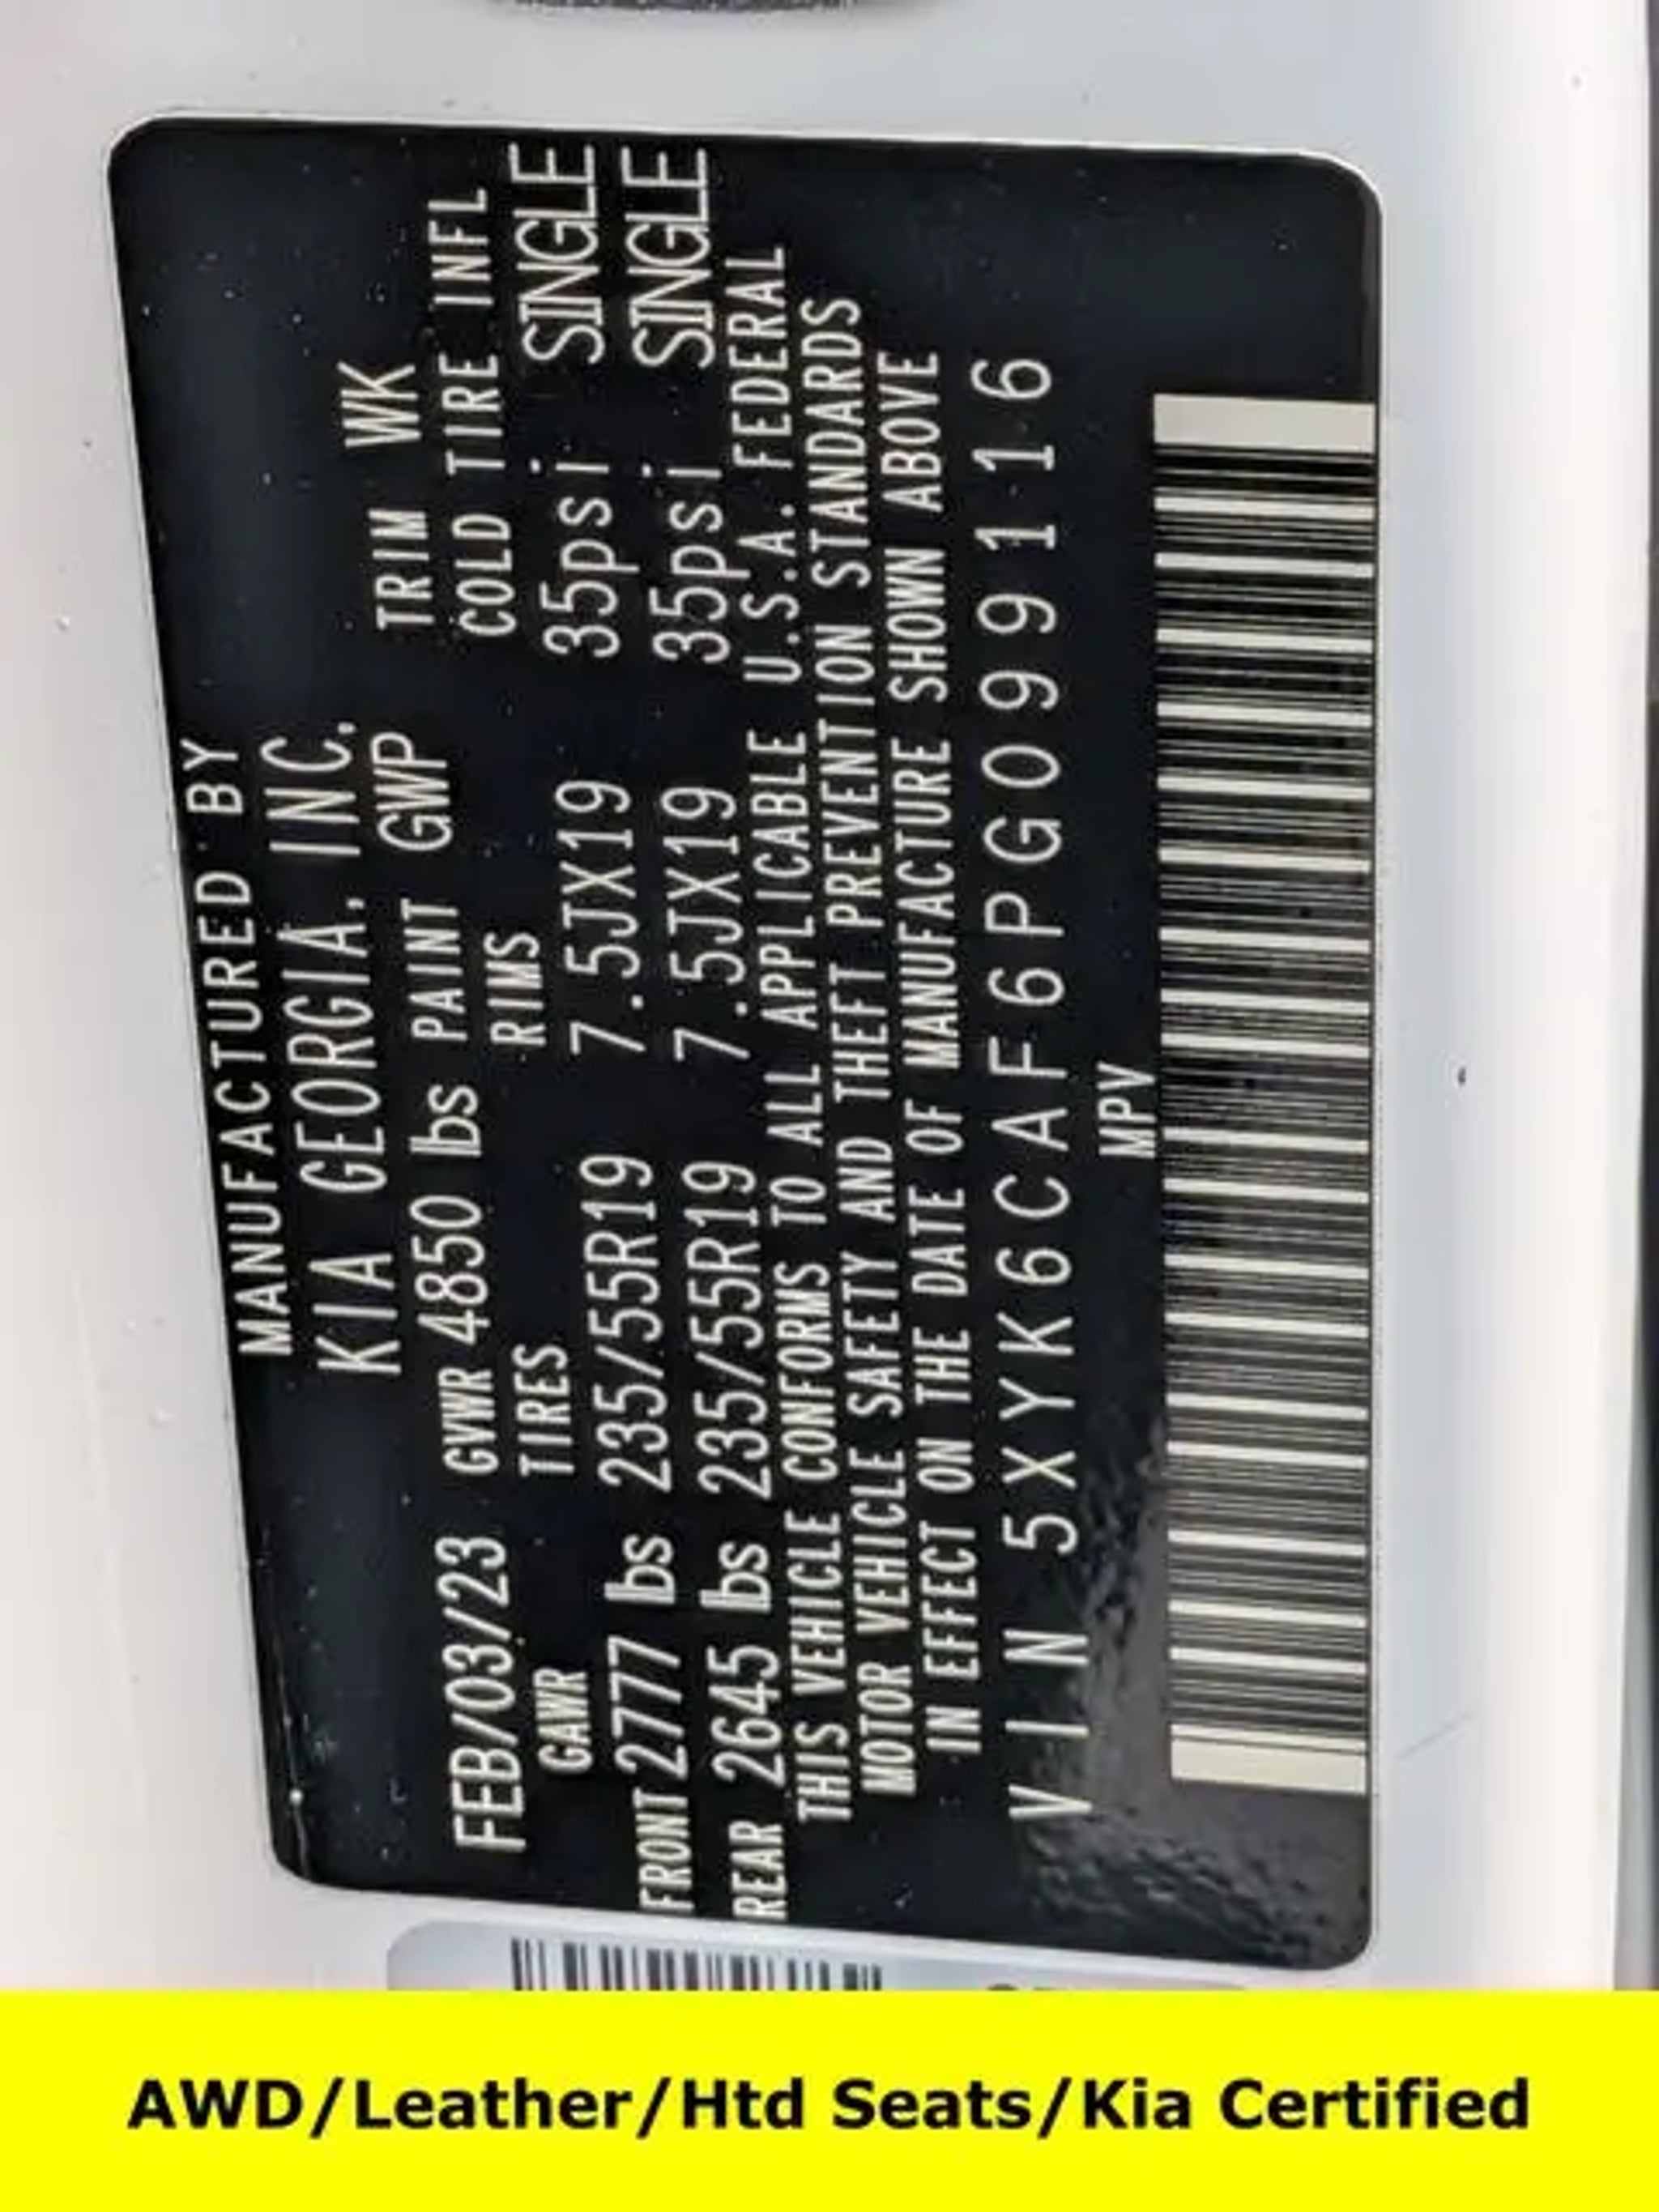 MANUFACTURED BY
KIA GEORGIA, INC.
FEB/03/23 GVWR 4850 lbs PAINT GWP TRIM WK
GAWR TIRES RIMS COLD TIRE INFL
FRONT 2777 lbs 235/55R19 7.5JX19 35psi SINGLE
REAR 2645 lbs 235/55R19 7.5JX19 35psi SINGLE
THIS VEHICLE CONFORMS TO ALL APPLICABLE U.S.A. FEDERAL
MOTOR VEHICLE SAFETY AND THEFT PREVENTION STANDARDS
IN EFFECT ON THE DATE OF MANUFACTURE SHOWN ABOVE
VIN 5XYK6CAF6PG099116
MPV
AWD/Leather/Htd Seats/Kia Certified